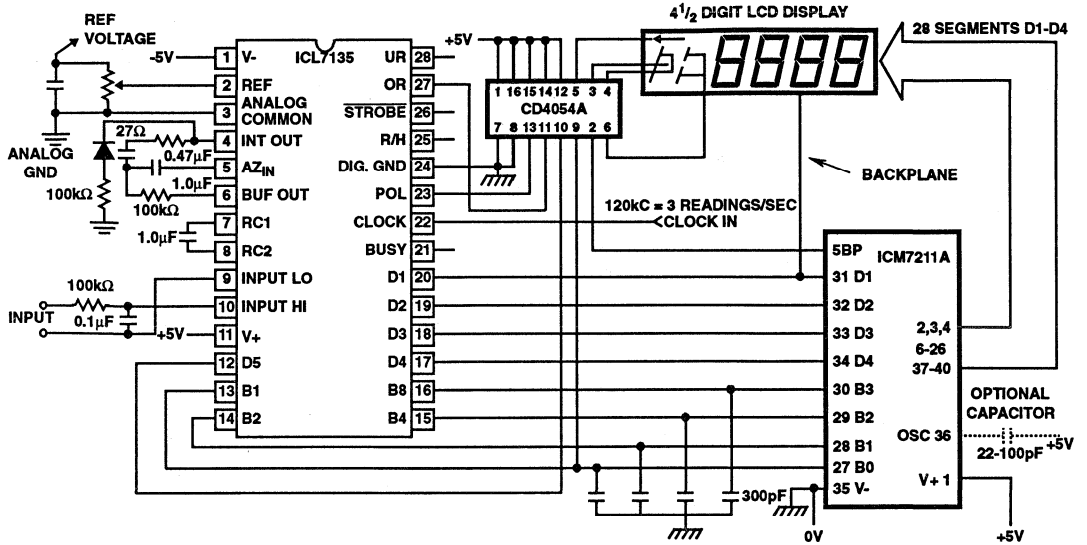 4 1/2 DIGIT LCD DISPLAY
REF
VOLTAGE
28 SEGMENTS D1-D4
-5V
+5V
ICL7135
1 V-
2 REF
3 ANALOG
COMMON
4 INT OUT
5 AZIN
6 BUF OUT
7 RC1
8 RC2
9 INPUT LO
10 INPUT HI
11 V+
12 D5
13 B1
14 B2
UR 28
OR 27
STROBE 26
R/H 25
DIG. GND 24
POL 23
CLOCK 22
BUSY 21
D1 20
D2 19
D3 18
D4 17
B8 16
B4 15
1 16 15 14 12 5 3 4
CD4054A
7 8 13 11 10 9 2 6
8888
ANALOG
GND
27Ω
0.47µF
1.0µF
100kΩ
100kΩ
1.0µF
100kΩ
INPUT
0.1µF
+5V
BACKPLANE
120kC = 3 READINGS/SEC
CLOCK IN
ICM7211A
5BP
31 D1
32 D2
33 D3
34 D4
30 B3
29 B2
28 B1
27 B0
35 V-
2,3,4
6-26
37-40
OSC 36
V+ 1
OPTIONAL
CAPACITOR
22-100pF
+5V
300pF
0V
+5V